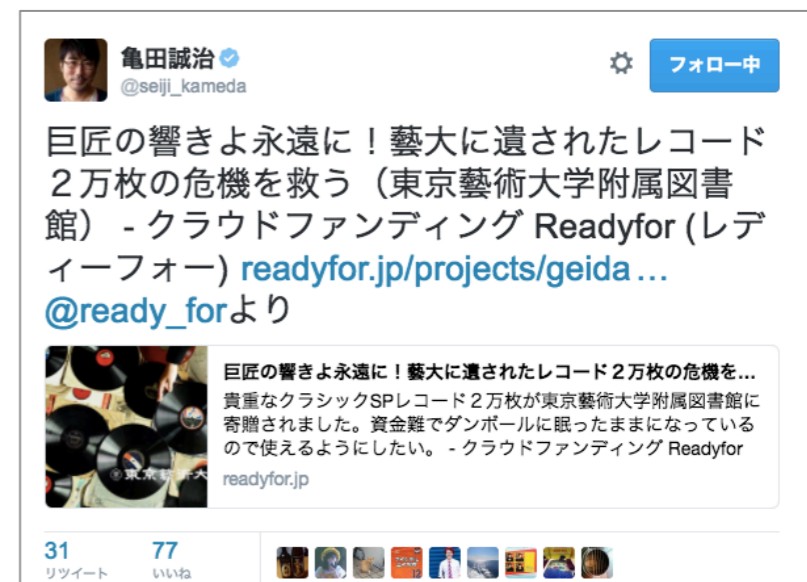 亀田誠治
@seiji_kameda
フォロー中
巨匠の響きよ永遠に！藝大に遺されたレコード
２万枚の危機を救う（東京藝術大学附属図書
館） - クラウドファンディング Readyfor (レデ
ィーフォー) readyfor.jp/projects/geida…
@ready_forより
巨匠の響きよ永遠に！藝大に遺されたレコード２万枚の危機を...
貴重なクラシックSPレコード２万枚が東京藝術大学附属図書館に
寄贈されました。資金難でダンボールに眠ったままになっている
ので使えるようにしたい。 - クラウドファンディング Readyfor
readyfor.jp
東京藝術大
31
77
リツイート
いいね